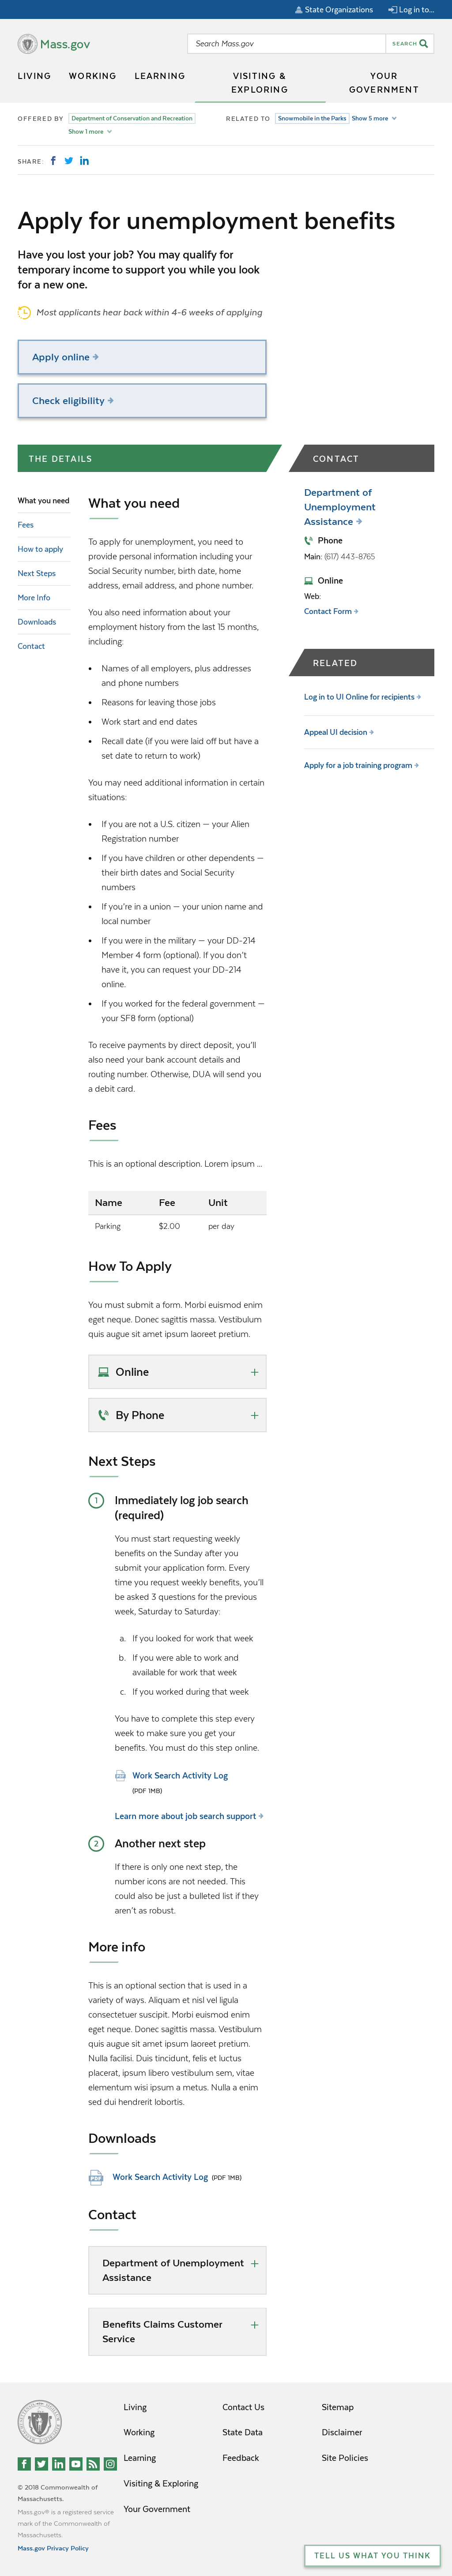 State Organizations
Log in to...
Mass.gov
Search Mass.gov
SEARCH
LIVING
WORKING
LEARNING
VISITING &
EXPLORING
YOUR
GOVERNMENT
OFFERED BY
Department of Conservation and Recreation
Show 1 more
RELATED TO
Snowmobile in the Parks
Show 5 more
SHARE:
Apply for unemployment benefits
Have you lost your job? You may qualify for
temporary income to support you while you look
for a new one.
Most applicants hear back within 4-6 weeks of applying
Apply online
Check eligibility
THE DETAILS
What you need
Fees
How to apply
Next Steps
More Info
Downloads
Contact
What you need
To apply for unemployment, you need to
provide personal information including your
Social Security number, birth date, home
address, email address, and phone number.
You also need information about your
employment history from the last 15 months,
including:
• Names of all employers, plus addresses
and phone numbers
• Reasons for leaving those jobs
• Work start and end dates
• Recall date (if you were laid off but have a
set date to return to work)
You may need additional information in certain
situations:
• If you are not a U.S. citizen — your Alien
Registration number
• If you have children or other dependents —
their birth dates and Social Security
numbers
• If you're in a union — your union name and
local number
• If you were in the military — your DD-214
Member 4 form (optional). If you don't
have it, you can request your DD-214
online.
• If you worked for the federal government —
your SF8 form (optional)
To receive payments by direct deposit, you'll
also need your bank account details and
routing number. Otherwise, DUA will send you
a debit card.
Fees
This is an optional description. Lorem ipsum ...
Name Fee Unit
Parking $2.00 per day
How To Apply
You must submit a form. Morbi euismod enim
eget neque. Donec sagittis massa. Vestibulum
quis augue sit amet ipsum laoreet pretium.
Online
By Phone
Next Steps
1 Immediately log job search
(required)
You must start requesting weekly
benefits on the Sunday after you
submit your application form. Every
time you request weekly benefits, you'll
be asked 3 questions for the previous
week, Saturday to Saturday:
a. If you looked for work that week
b. If you were able to work and
available for work that week
c. If you worked during that week
You have to complete this step every
week to make sure you get your
benefits. You must do this step online.
Work Search Activity Log
(PDF 1MB)
Learn more about job search support
2 Another next step
If there is only one next step, the
number icons are not needed. This
could also be just a bulleted list if they
aren't as robust.
More info
This is an optional section that is used in a
variety of ways. Aliquam et nisl vel ligula
consectetuer suscipit. Morbi euismod enim
eget neque. Donec sagittis massa. Vestibulum
quis augue sit amet ipsum laoreet pretium.
Nulla facilisi. Duis tincidunt, felis et luctus
placerat, ipsum libero vestibulum sem, vitae
elementum wisi ipsum a metus. Nulla a enim
sed dui hendrerit lobortis.
Downloads
PDF Work Search Activity Log (PDF 1MB)
Contact
Department of Unemployment
Assistance
Benefits Claims Customer
Service
CONTACT
Department of
Unemployment
Assistance
Phone
Main: (617) 443-8765
Online
Web:
Contact Form
RELATED
Log in to UI Online for recipients
Appeal UI decision
Apply for a job training program
Living
Working
Learning
Visiting & Exploring
Your Government
Contact Us
State Data
Feedback
Sitemap
Disclaimer
Site Policies
© 2018 Commonwealth of
Massachusetts.
Mass.gov® is a registered service
mark of the Commonwealth of
Massachusetts.
Mass.gov Privacy Policy
TELL US WHAT YOU THINK